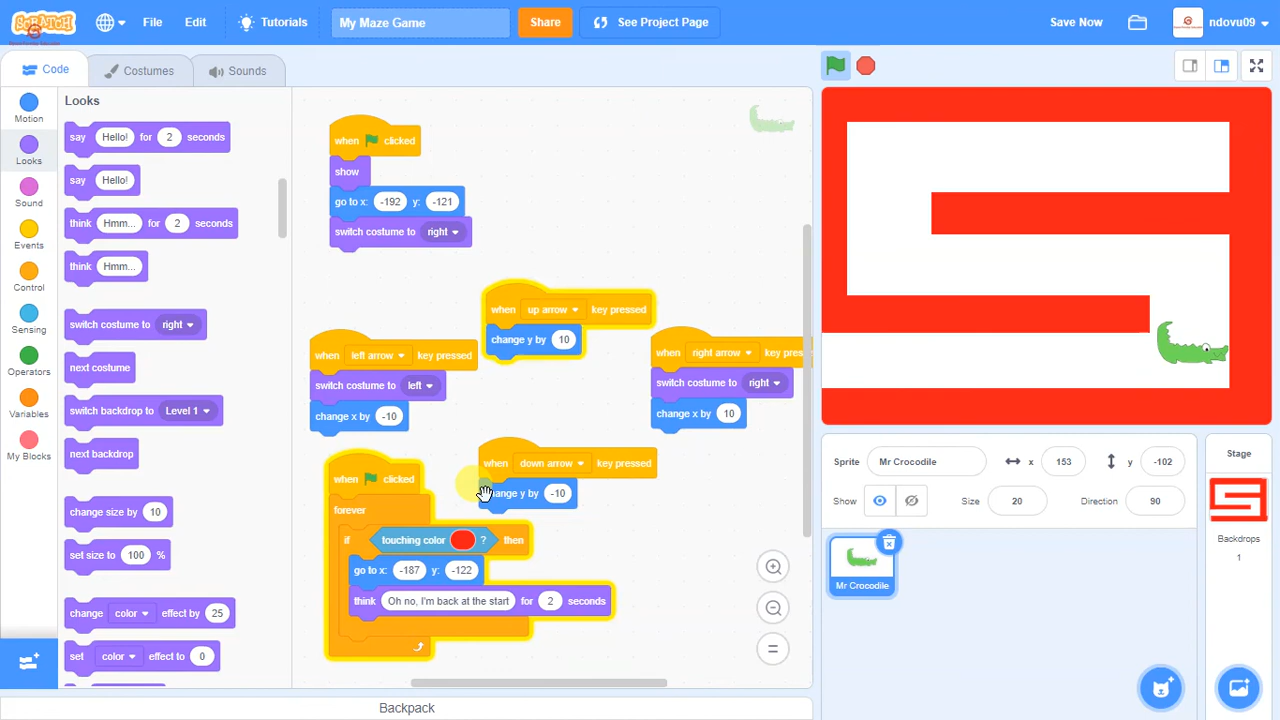 SCRATCH
File
Edit
Tutorials
My Maze Game
Share
See Project Page
Save Now
ndovu09
Code
Costumes
Sounds
Motion
Looks
Sound
Events
Control
Sensing
Operators
Variables
My Blocks
Looks
say Hello! for 2 seconds
say Hello!
think Hmm... for 2 seconds
think Hmm...
switch costume to right
next costume
switch backdrop to Level 1
next backdrop
change size by 10
set size to 100 %
change color effect by 25
set color effect to 0
when clicked
show
go to x: -192 y: -121
switch costume to right
when up arrow key pressed
change y by 10
when left arrow key pressed
switch costume to left
change x by -10
when right arrow key pres
switch costume to right
change x by 10
when down arrow key pressed
ange y by -10
when clicked
forever
if touching color ? then
go to x: -187 y: -122
think Oh no, I'm back at the start for 2 seconds
Sprite Mr Crocodile x 153 y -102
Show Size 20 Direction 90
Mr Crocodile
Stage
Backdrops
1
Backpack